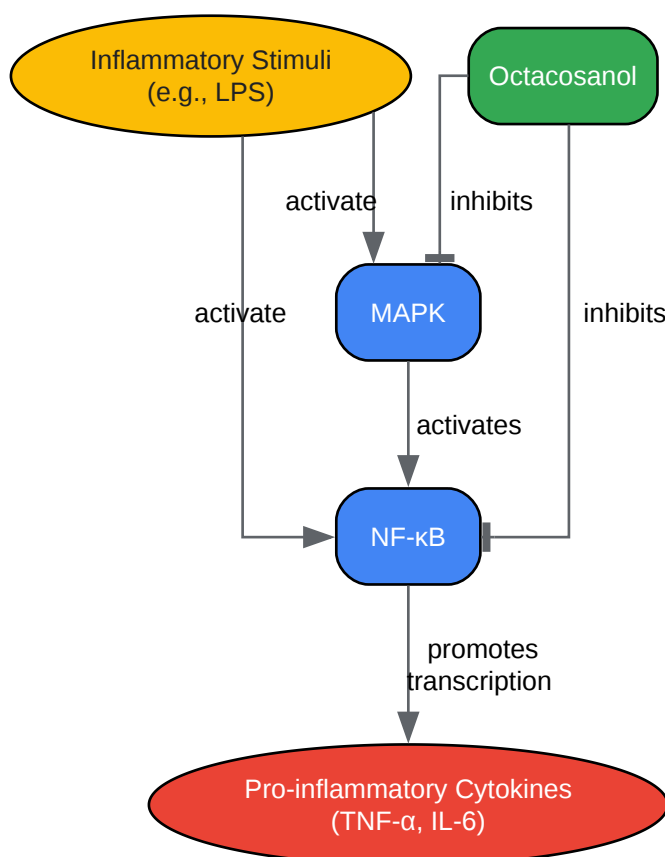 Inflammatory Stimuli
(e.g., LPS)
Octacosanol
activate
inhibits
MAPK
activate
inhibits
activates
NF-κB
promotes
transcription
Pro-inflammatory Cytokines
(TNF-α, IL-6)